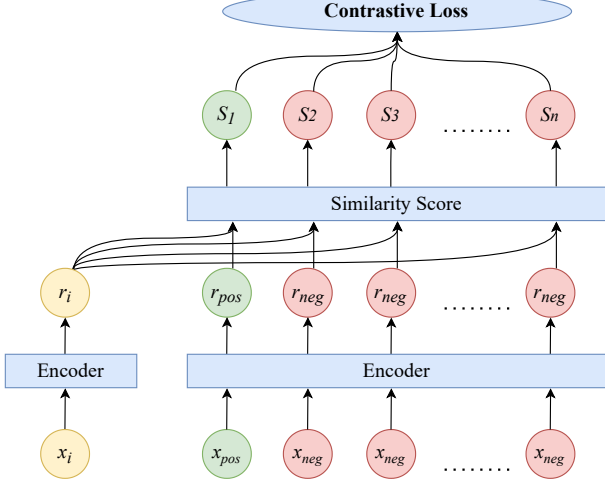 Contrastive Loss
S1 S2 S3 ........ Sn
Similarity Score
ri rpos rneg rneg ........ rneg
Encoder Encoder
xi xpos xneg xneg ........ xneg